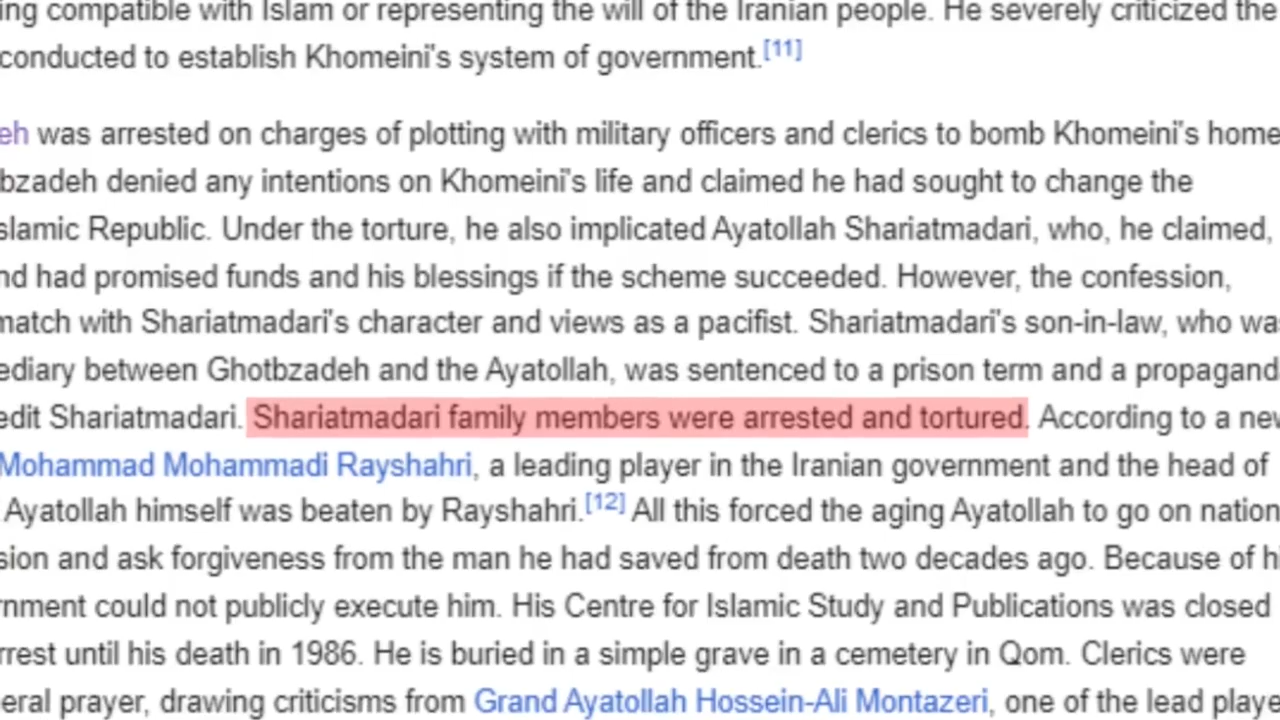 ing compatible with Islam or representing the will of the Iranian people. He severely criticized the
conducted to establish Khomeini's system of government.[11]
eh was arrested on charges of plotting with military officers and clerics to bomb Khomeini's home
bzadeh denied any intentions on Khomeini's life and claimed he had sought to change the
slamic Republic. Under the torture, he also implicated Ayatollah Shariatmadari, who, he claimed,
nd had promised funds and his blessings if the scheme succeeded. However, the confession,
match with Shariatmadari's character and views as a pacifist. Shariatmadari's son-in-law, who wa
ediary between Ghotbzadeh and the Ayatollah, was sentenced to a prison term and a propagand
edit Shariatmadari. Shariatmadari family members were arrested and tortured. According to a new
Mohammad Mohammadi Rayshahri, a leading player in the Iranian government and the head of
Ayatollah himself was beaten by Rayshahri.[12] All this forced the aging Ayatollah to go on nation
sion and ask forgiveness from the man he had saved from death two decades ago. Because of hi
rnment could not publicly execute him. His Centre for Islamic Study and Publications was closed
rrest until his death in 1986. He is buried in a simple grave in a cemetery in Qom. Clerics were
eral prayer, drawing criticisms from Grand Ayatollah Hossein-Ali Montazeri, one of the lead playe